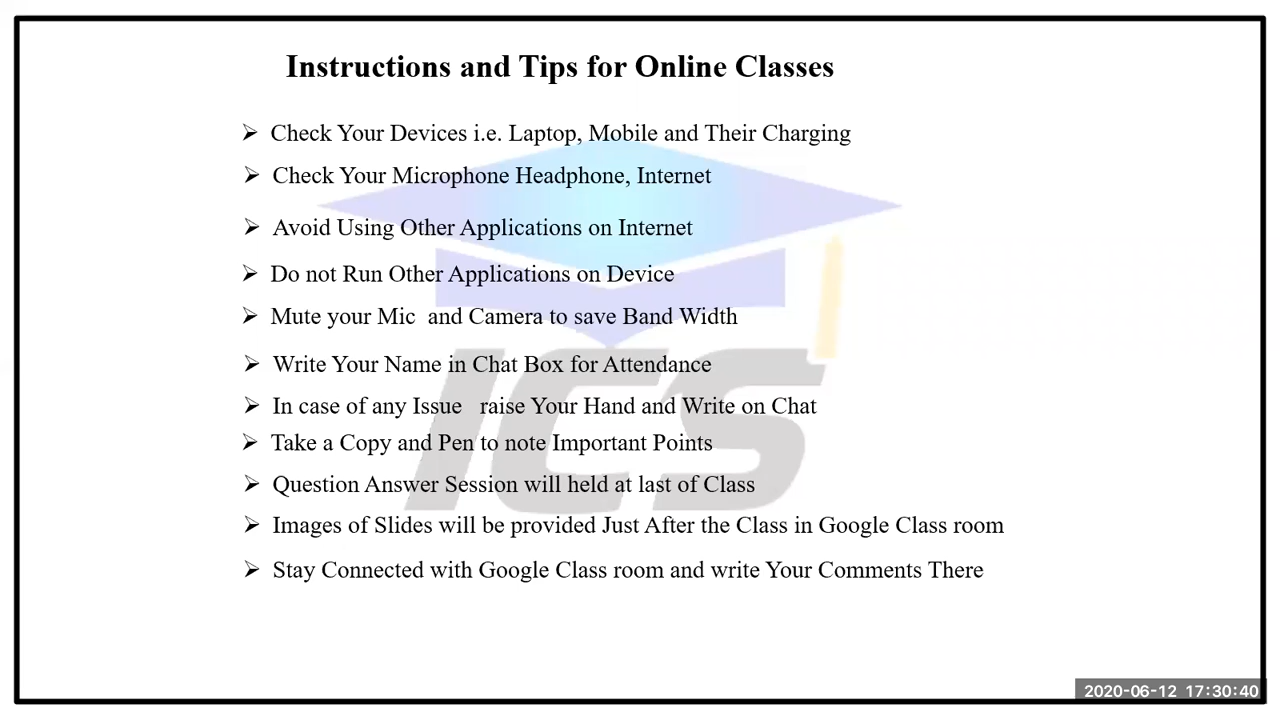 Instructions and Tips for Online Classes
➢ Check Your Devices i.e. Laptop, Mobile and Their Charging
➢ Check Your Microphone Headphone, Internet
➢ Avoid Using Other Applications on Internet
➢ Do not Run Other Applications on Device
➢ Mute your Mic  and Camera to save Band Width
➢ Write Your Name in Chat Box for Attendance
➢ In case of any Issue   raise Your Hand and Write on Chat
➢ Take a Copy and Pen to note Important Points
➢ Question Answer Session will held at last of Class
➢ Images of Slides will be provided Just After the Class in Google Class room
➢ Stay Connected with Google Class room and write Your Comments There
ICS
2020-06-12 17:30:40